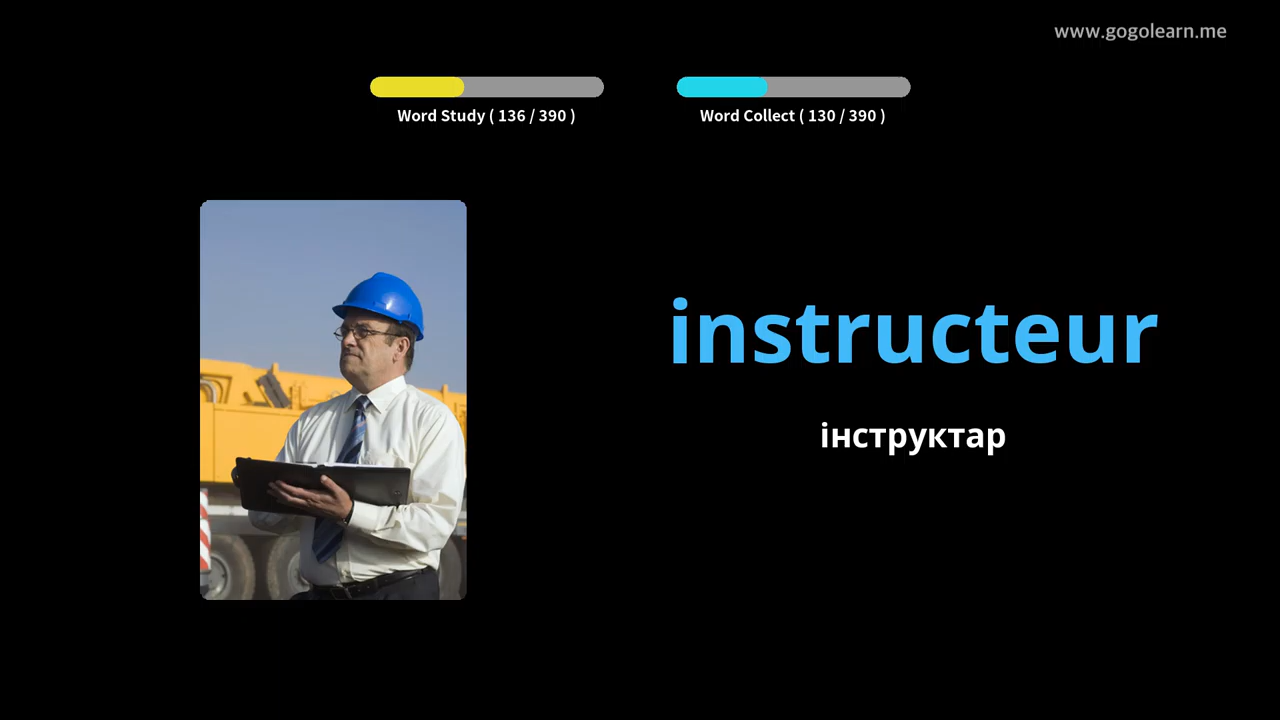 www.gogolearn.me
Word Study ( 136 / 390 )
Word Collect ( 130 / 390 )
instructeur
інструктар